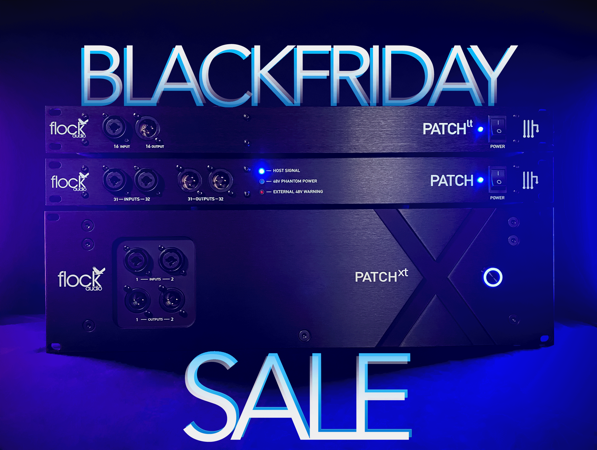 BLACKFRIDAY
flock
audio
16 INPUT
16 OUTPUT
PATCH lt
POWER
flock
audio
31 — INPUTS — 32
31 — OUTPUTS — 32
HOST SIGNAL
48V PHANTOM POWER
EXTERNAL 48V WARNING
PATCH
POWER
flock
audio
1 — INPUTS — 2
1 — OUTPUTS — 2
PATCH xt
SALE